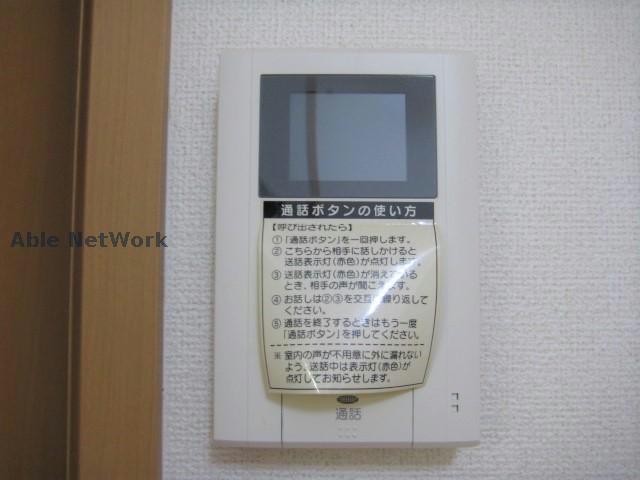 通話ボタンの使い方
【呼び出されたら】
①「通話ボタン」を一回押します。
② こちらから相手に話しかけると
送話表示灯(赤色)が点灯します。
③ 送話表示灯(赤色)が消えている
とき、相手の声が聞こえます。
④ お話しは②③を交互に繰り返して
ください。
⑤ 通話を終了するときはもう一度
「通話ボタン」を押してください。
※ 室内の声が不用意に外に漏れない
よう、送話中は表示灯(赤色)が
点灯してお知らせします。
通話
Able NetWork